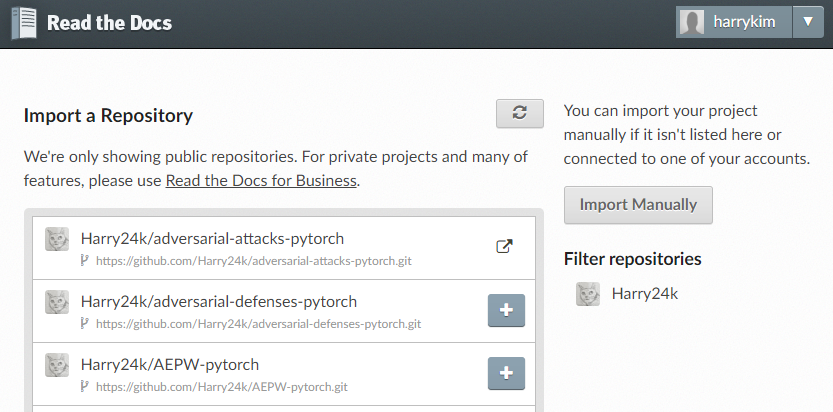 Read the Docs
harrykim
Import a Repository
We're only showing public repositories. For private projects and many of
features, please use Read the Docs for Business.
Harry24k/adversarial-attacks-pytorch
https://github.com/Harry24k/adversarial-attacks-pytorch.git
Harry24k/adversarial-defenses-pytorch
https://github.com/Harry24k/adversarial-defenses-pytorch.git
Harry24k/AEPW-pytorch
https://github.com/Harry24k/AEPW-pytorch.git
You can import your project
manually if it isn't listed here or
connected to one of your accounts.
Import Manually
Filter repositories
Harry24k